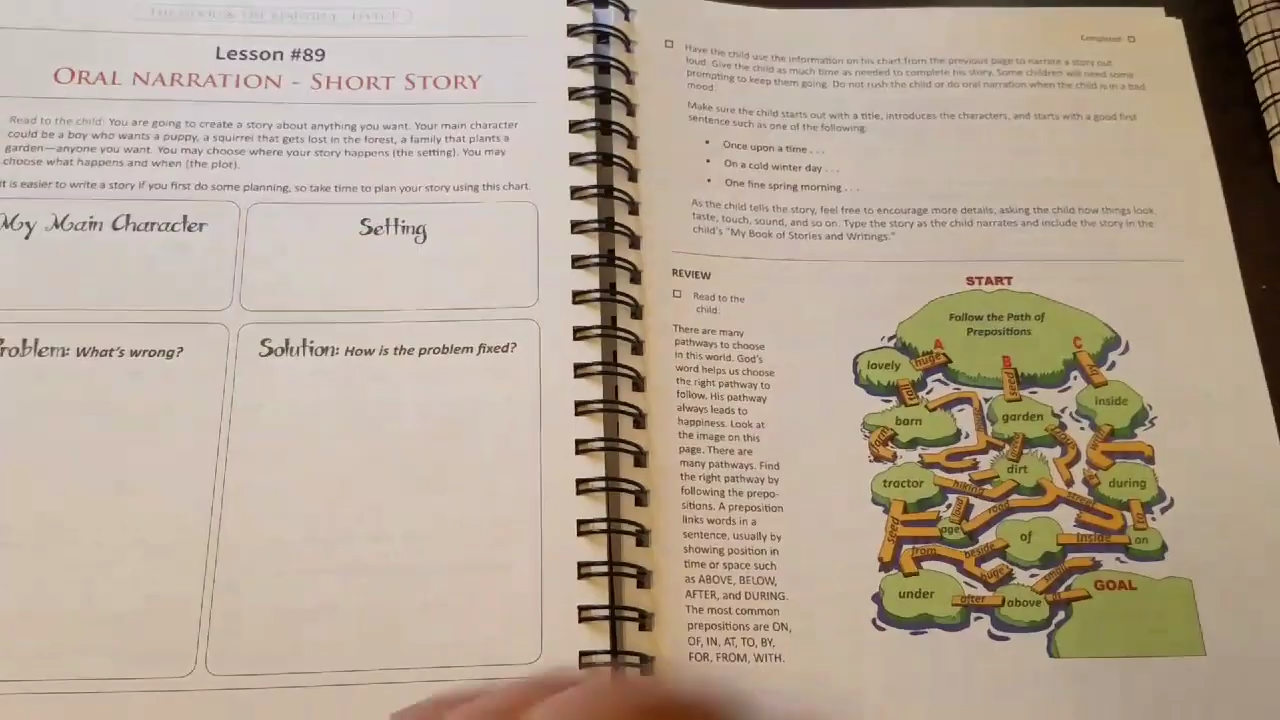 Lesson #89
ORAL NARRATION - SHORT STORY
Read to the child: You are going to create a story about anything you want. Your main character
could be a boy who wants a puppy, a squirrel that gets lost in the forest, a family that plants a
garden—anyone you want. You may choose where your story happens (the setting). You may
choose what happens and when (the plot).
it is easier to write a story if you first do some planning, so take time to plan your story using this chart.
My Main Character
Setting
roblem: What's wrong?
Solution: How is the problem fixed?
Completed
Have the child use the information on his chart from the previous page to narrate a story out
loud. Give the child as much time as needed to complete his story. Some children will need some
prompting to keep them going. Do not rush the child or do oral narration when the child is in a bad
mood.
Make sure the child starts out with a title, introduces the characters, and starts with a good first
sentence such as one of the following:
• Once upon a time . . .
• On a cold winter day . . .
• One fine spring morning . . .
As the child tells the story, feel free to encourage more details, asking the child how things look,
taste, touch, sound, and so on. Type the story as the child narrates and include the story in the
child's "My Book of Stories and Writings."
REVIEW
Read to the
child:
There are many
pathways to choose
in this world. God's
word helps us choose
the right pathway to
follow. His pathway
always leads to
happiness. Look at
the image on this
page. There are
many pathways. Find
the right pathway by
following the prepo-
sitions. A preposition
links words in a
sentence, usually by
showing position in
time or space such
as ABOVE, BELOW,
AFTER, and DURING.
The most common
prepositions are ON,
OF, IN, AT, TO, BY,
FOR, FROM, WITH.
START
Follow the Path of
Prepositions
A
B
C
lovely
huge
seed
by
inside
barn
garden
dirt
tractor
hiking
during
street
road
loud
seed
age
to
of
inside
on
from
beside
huge
small
GOAL
under
after
above